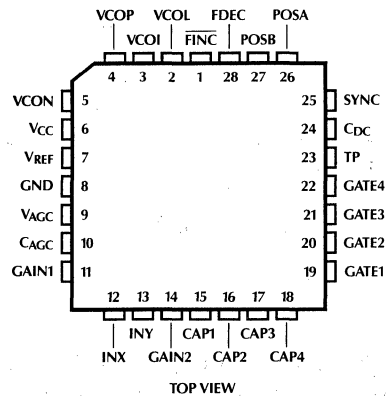 VCOP VCOL FDEC POSA
VCOI F̅I̅N̅C̅ POSB
4 3 2 1 28 27 26
VCON 5 25 SYNC
VCC 6 24 CDC
VREF 7 23 TP
GND 8 22 GATE4
VAGC 9 21 GATE3
CAGC 10 20 GATE2
GAIN1 11 19 GATE1
12 13 14 15 16 17 18
INY CAP1 CAP3
INX GAIN2 CAP2 CAP4
TOP VIEW